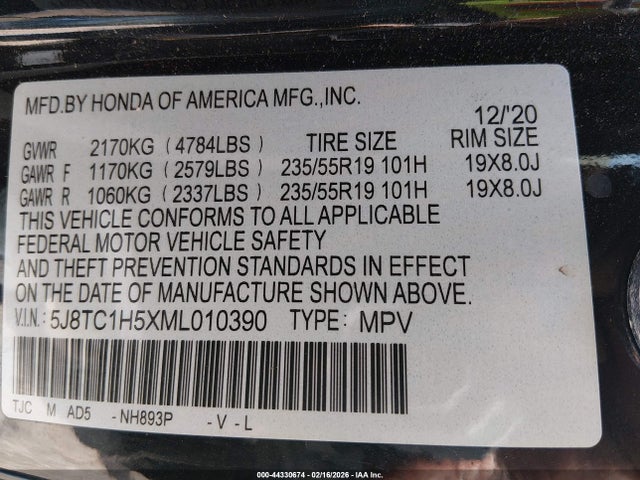 MFD.BY HONDA OF AMERICA MFG.,INC.
12/'20
GVWR 2170KG (4784LBS) TIRE SIZE RIM SIZE
GAWR F 1170KG (2579LBS) 235/55R19 101H 19X8.0J
GAWR R 1060KG (2337LBS) 235/55R19 101H 19X8.0J
THIS VEHICLE CONFORMS TO ALL APPLICABLE
FEDERAL MOTOR VEHICLE SAFETY
AND THEFT PREVENTION STANDARDS IN EFFECT
ON THE DATE OF MANUFACTURE SHOWN ABOVE.
V.I.N.: 5J8TC1H5XML010390 TYPE: MPV
TJC M AD5 -NH893P -V-L
000-44330674 - 02/16/2026 - IAA Inc.